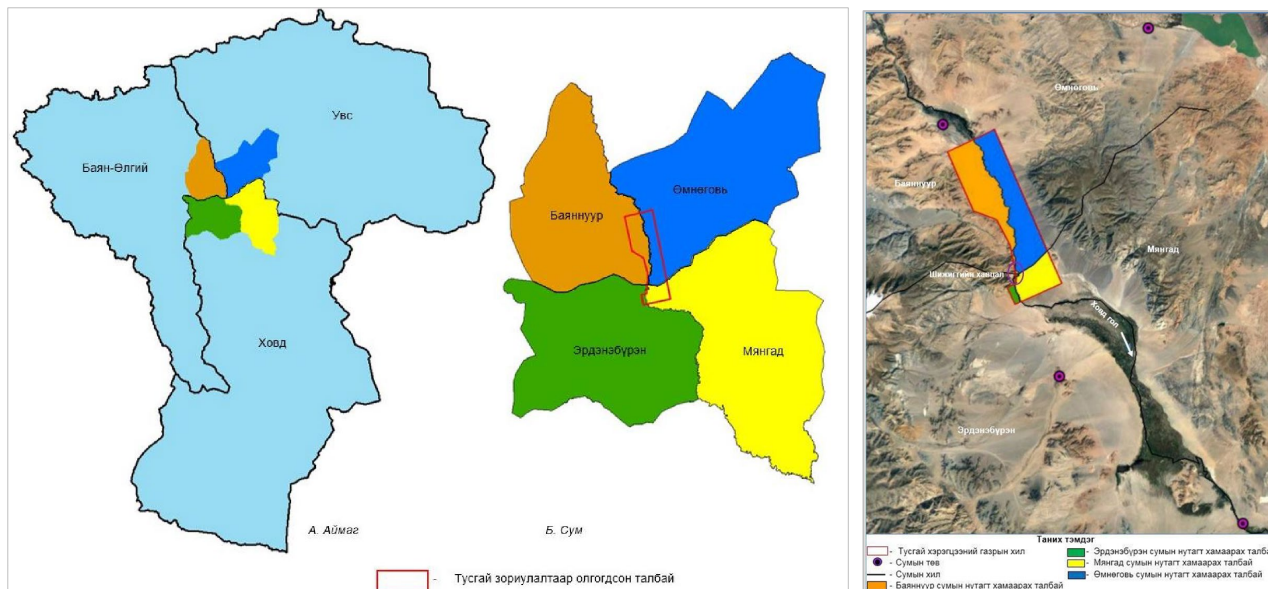 Увс
Баян-Өлгий
Ховд
А. Аймаг
Баяннуур
Өмнөговь
Эрдэнэбүрэн
Мянгад
Б. Сум
- Тусгай зориулалтаар олгогдсон талбай
Өмнөговь
Баяннуур
Мянгад
Шижигтийн хавцал
Ховд гол
Эрдэнэбүрэн
Таних тэмдэг
- Тусгай хэрэгцээний газрын хил
- Сумын төв
- Сумын хил
- Баяннуур сумын нутагт хамаарах талбай
- Эрдэнэбүрэн сумын нутагт хамаарах талбай
- Мянгад сумын нутагт хамаарах талбай
- Өмнөговь сумын нутагт хамаарах талбай